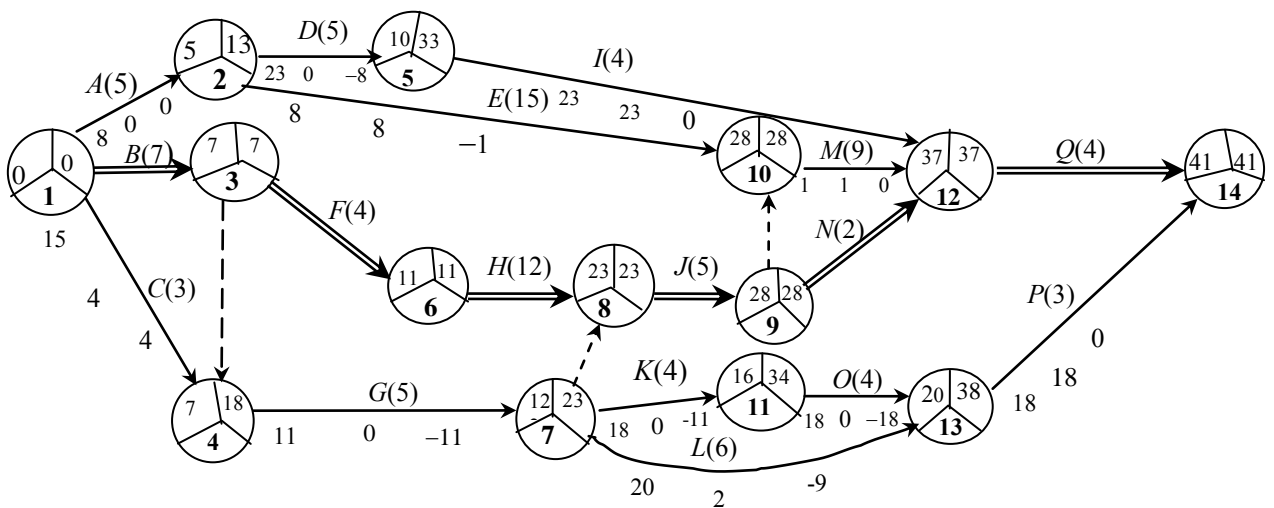 D(5)
10 33
5
5 13
2
23 0 −8
I(4)
A(5)
8 0 0
E(15) 23 23 0
8 8 −1
0 0
1
B(7)
7 7
3
28 28
10
M(9)
1 1 0
37 37
12
Q(4)
41 41
14
F(4)
N(2)
15
4
4
C(3)
11 11
6
H(12)
23 23
8
J(5)
28 28
9
P(3)
0
18
18
7 18
4
G(5)
11 0 −11
12 23
7
K(4)
18 0 -11
16 34
11
O(4)
18 0 −18
20 38
13
L(6)
20 2 -9